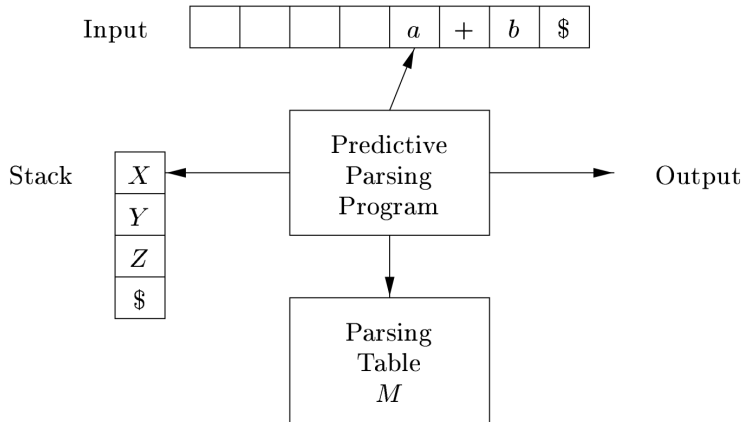 Input a + b $
Predictive
Parsing
Program
Stack
X
Y
Z
$
Output
Parsing
Table
M